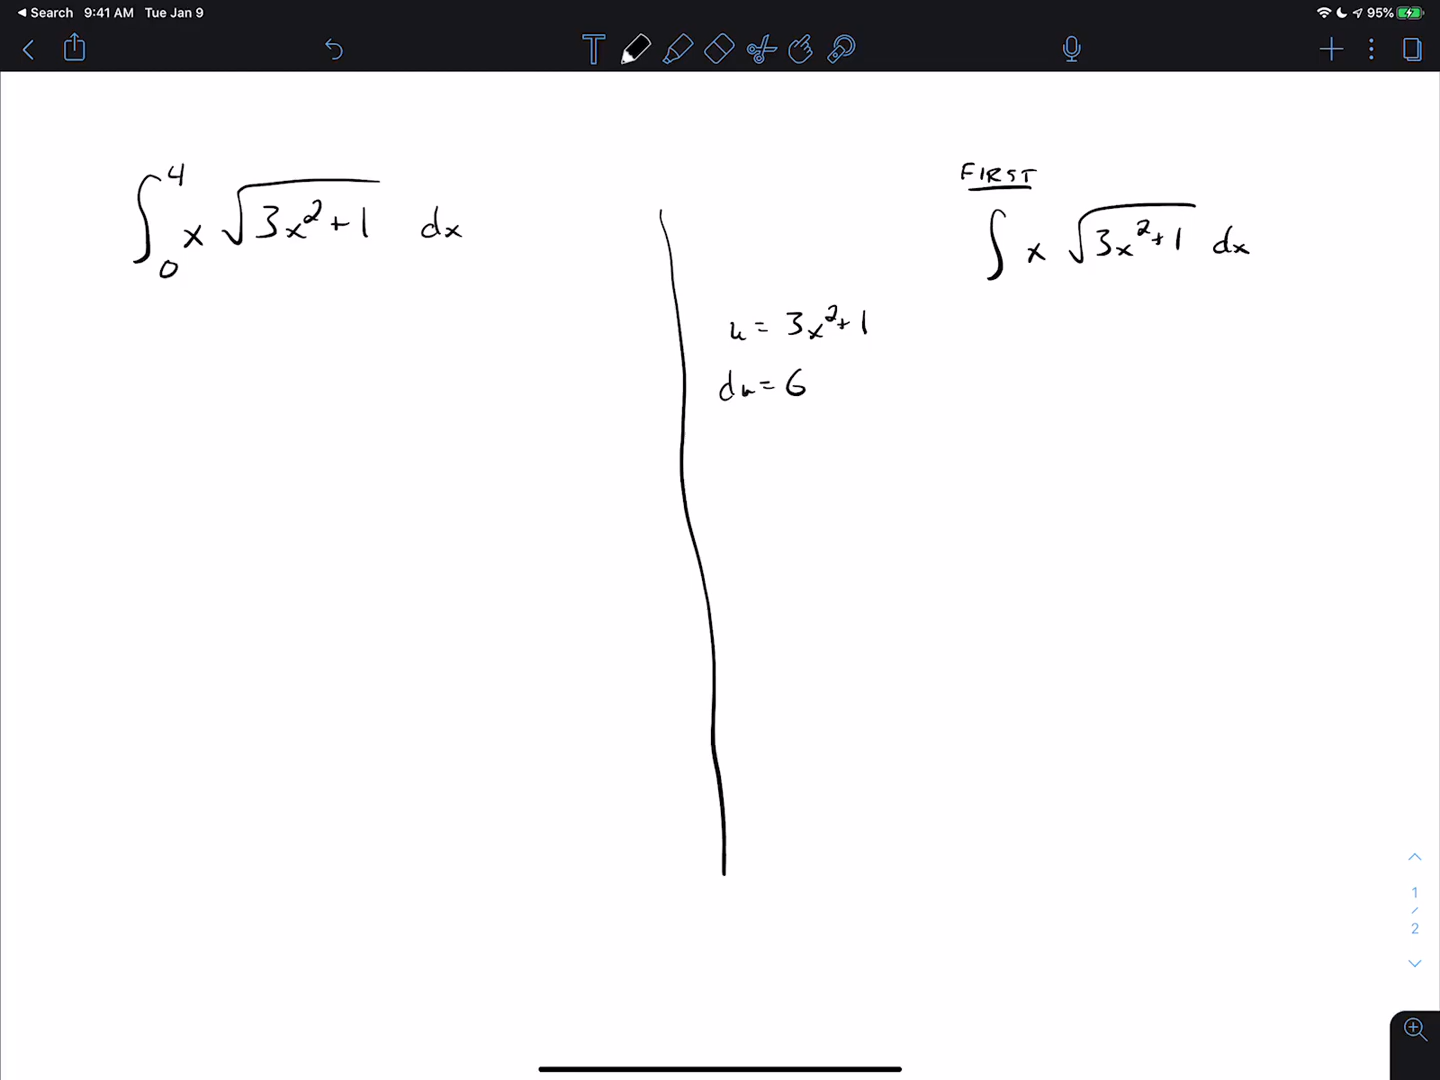 Search 9:41 AM Tue Jan 9 95%
T
∫₀⁴ x √(3x²+1) dx
FIRST
∫ x √(3x²+1) dx
u = 3x²+1
du = 6
1
/
2